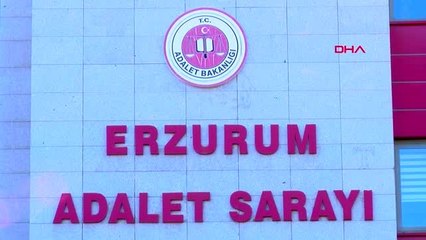 DHA
T.C.
ADALET BAKANLIĞI
ERZURUM
ADALET SARAYI